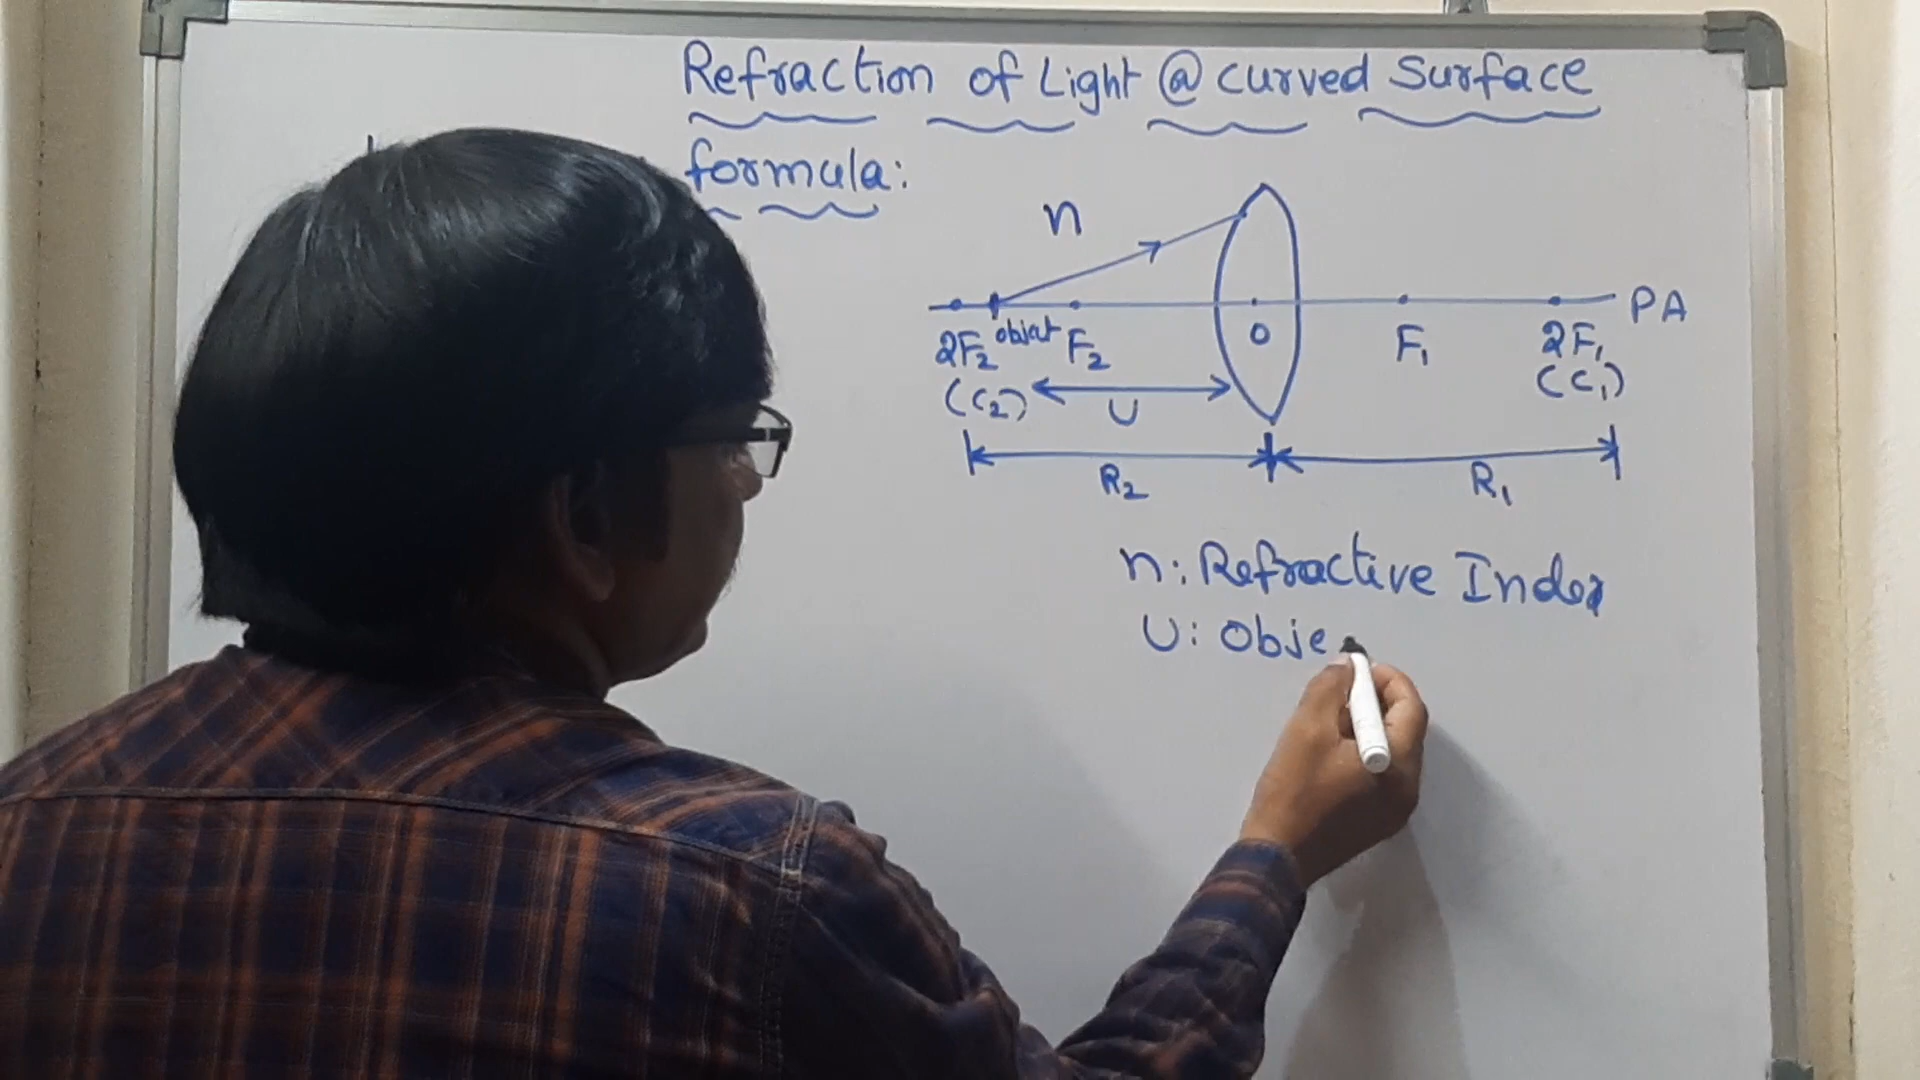 Refraction of Light @ curved Surface
formula:
n
PA
2F₂ object F₂ O F₁ 2F₁
(C₂) (C₁)
U
R₂ R₁
n: Refractive Index
U: Obje